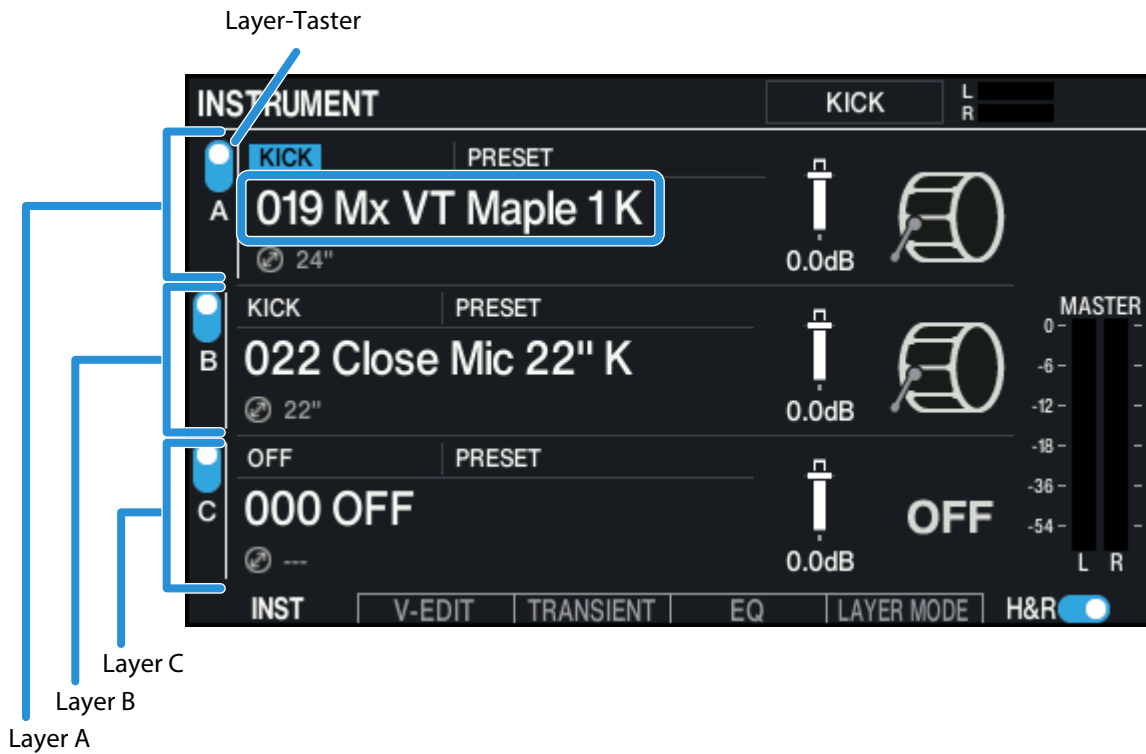 Layer-Taster
INSTRUMENT
KICK
L
R
KICK
PRESET
A
019 Mx VT Maple 1 K
24"
0.0dB
KICK
PRESET
B
022 Close Mic 22" K
22"
0.0dB
OFF
PRESET
C
000 OFF
---
0.0dB
OFF
MASTER
0
-6
-12
-18
-36
-54
L R
INST V-EDIT TRANSIENT EQ LAYER MODE H&R
Layer C
Layer B
Layer A